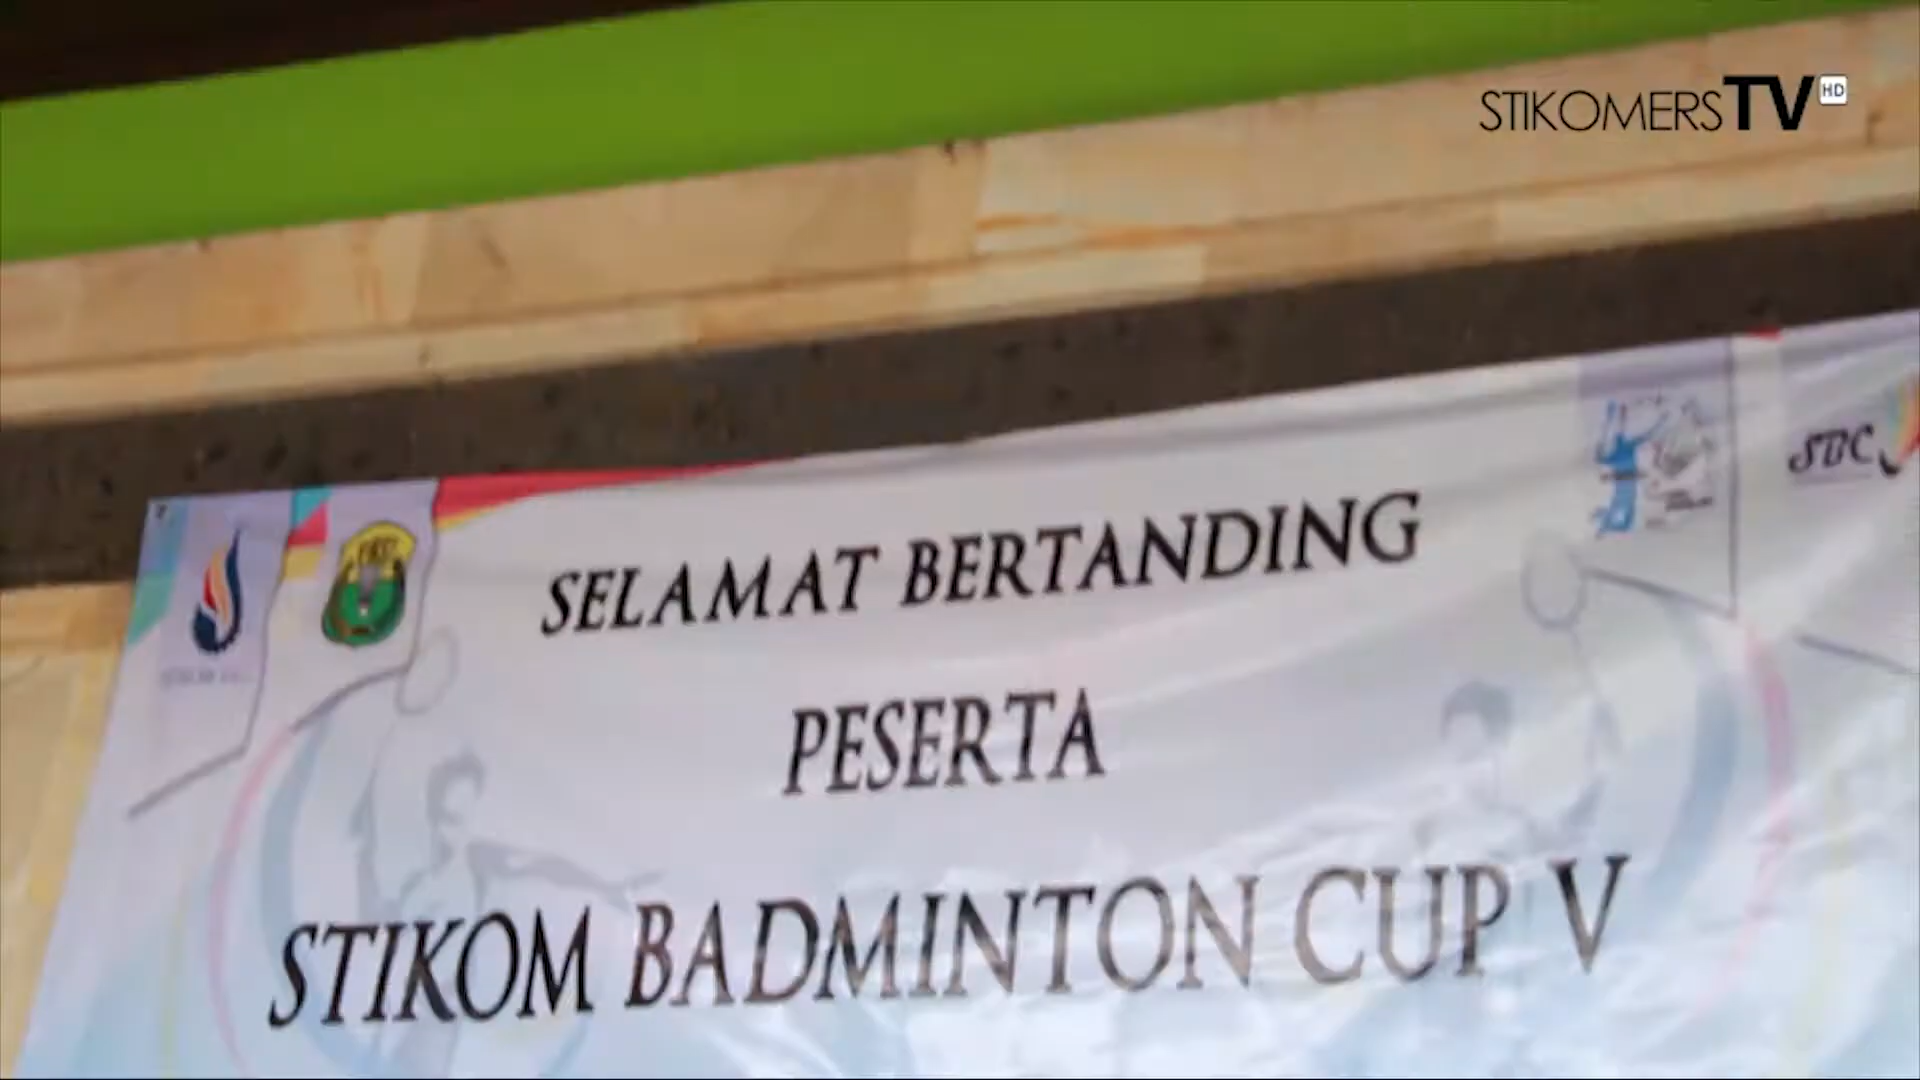 STIKOMERSTV HD
SBC
SELAMAT BERTANDING
PESERTA
STIKOM BADMINTON CUP V